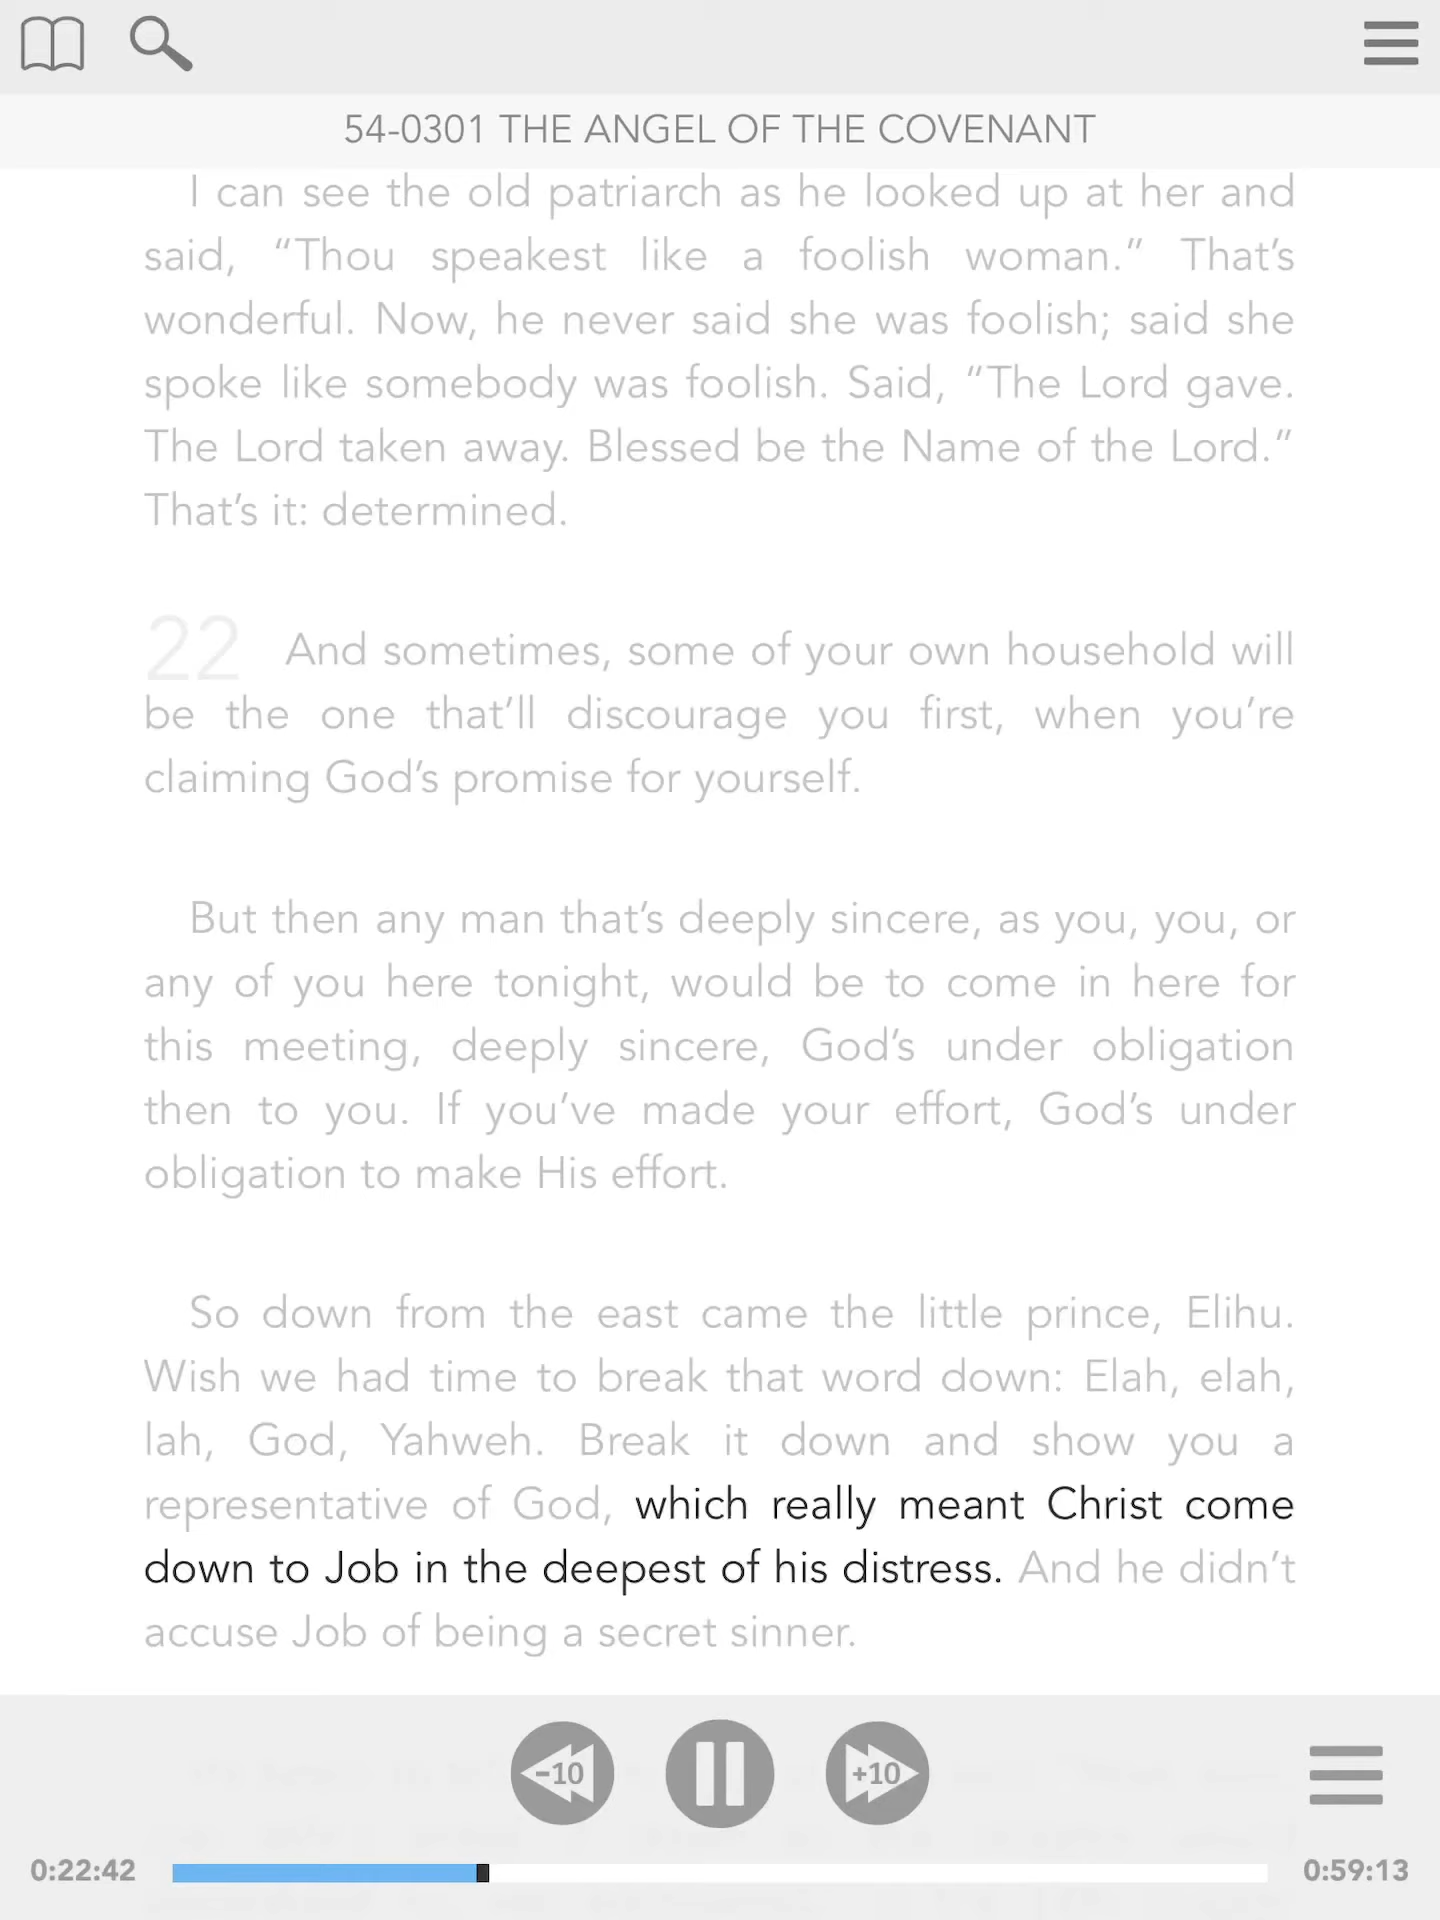 54-0301 THE ANGEL OF THE COVENANT
I can see the old patriarch as he looked up at her and
said, “Thou speakest like a foolish woman.” That’s
wonderful. Now, he never said she was foolish; said she
spoke like somebody was foolish. Said, “The Lord gave.
The Lord taken away. Blessed be the Name of the Lord.”
That’s it: determined.
22 And sometimes, some of your own household will
be the one that’ll discourage you first, when you’re
claiming God’s promise for yourself.
But then any man that’s deeply sincere, as you, you, or
any of you here tonight, would be to come in here for
this meeting, deeply sincere, God’s under obligation
then to you. If you’ve made your effort, God’s under
obligation to make His effort.
So down from the east came the little prince, Elihu.
Wish we had time to break that word down: Elah, elah,
lah, God, Yahweh. Break it down and show you a
representative of God, which really meant Christ come
down to Job in the deepest of his distress. And he didn’t
accuse Job of being a secret sinner.
-10 +10
0:22:42 0:59:13